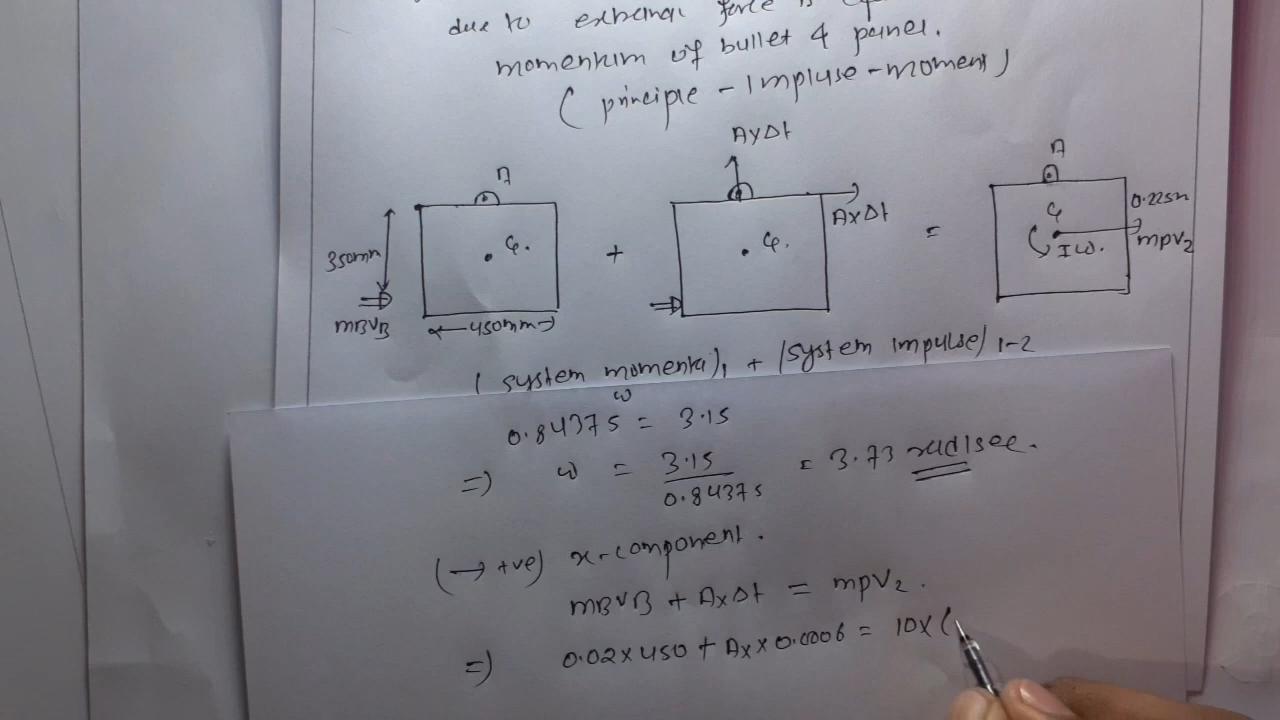 due to external force is
momentum of bullet & panel.
( principle - Impluse - moment )
AyΔt
A
A
G.
G.
G
350mm
AxΔt
0.225m
+
=
Iω.
mpv2
mBVB
450mm
( system momenta)1 + (system impulse) 1-2
0.84375 ω = 3.15
=) ω = 3.15 / 0.84375 = 3.73 rad/sec.
(→ +ve) x-component.
mBVB + AxΔt = mpV2.
=) 0.02 x 450 + Ax x 0.0006 = 10x (